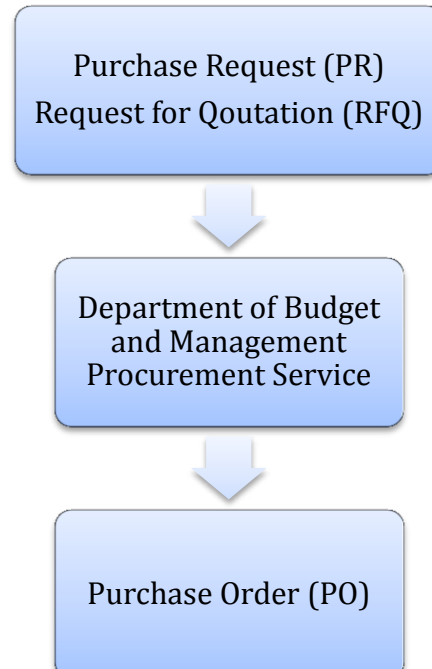 Purchase Request (PR)
Request for Qoutation (RFQ)
Department of Budget
and Management
Procurement Service
Purchase Order (PO)